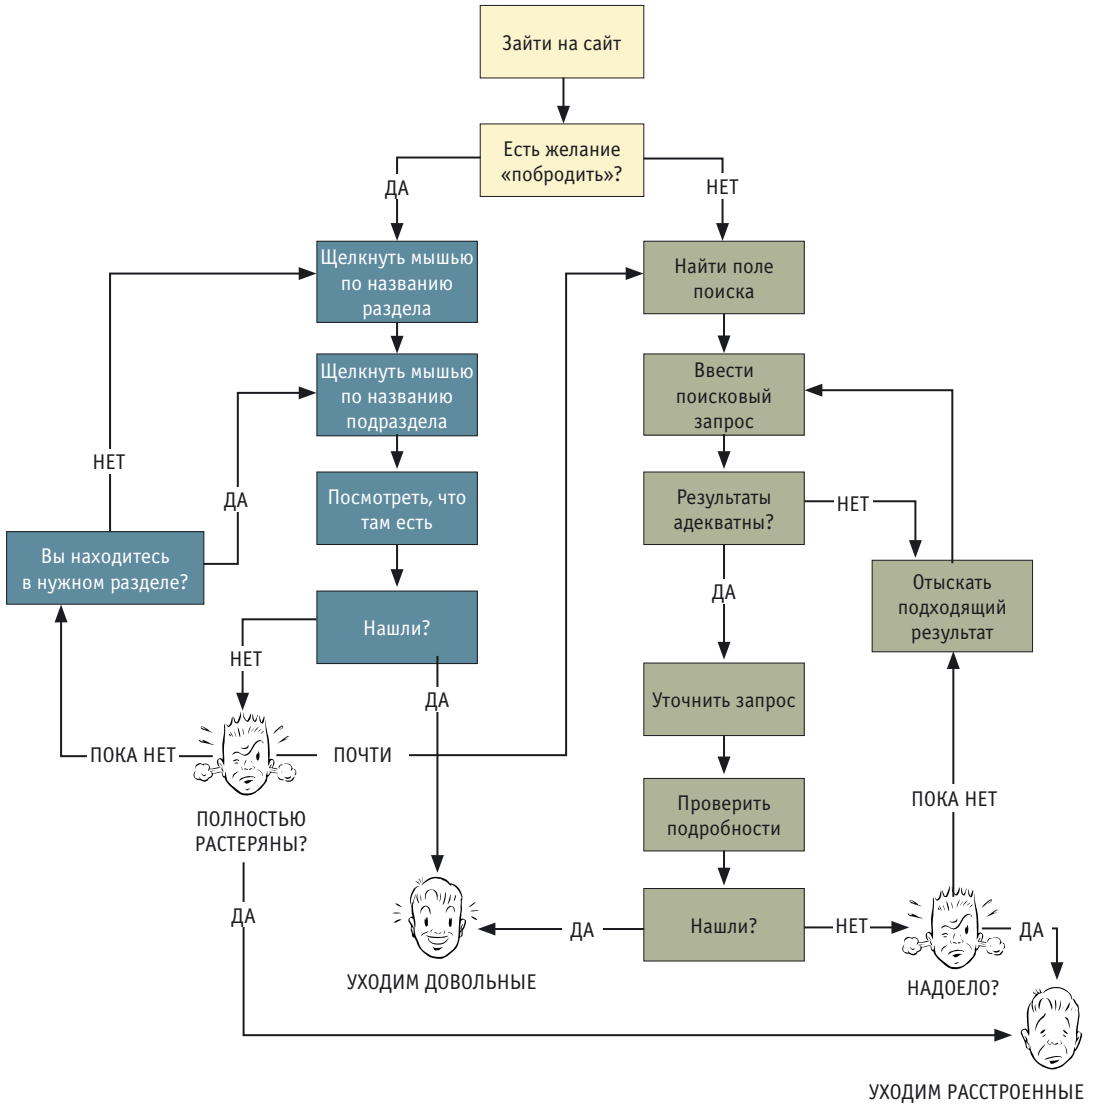 Зайти на сайт
Есть желание
«побродить»?
ДА
НЕТ
Щелкнуть мышью
по названию
раздела
Найти поле
поиска
Щелкнуть мышью
по названию
подраздела
Ввести
поисковый
запрос
НЕТ
ДА
Посмотреть, что
там есть
Результаты
адекватны?
НЕТ
Вы находитесь
в нужном разделе?
Отыскать
подходящий
результат
ДА
Нашли?
НЕТ
ДА
Уточнить запрос
ПОКА НЕТ
ПОЧТИ
ПОЛНОСТЬЮ
РАСТЕРЯНЫ?
Проверить
подробности
ПОКА НЕТ
ДА
ДА
Нашли?
НЕТ
ДА
УХОДИМ ДОВОЛЬНЫЕ
НАДОЕЛО?
УХОДИМ РАССТРОЕННЫЕ